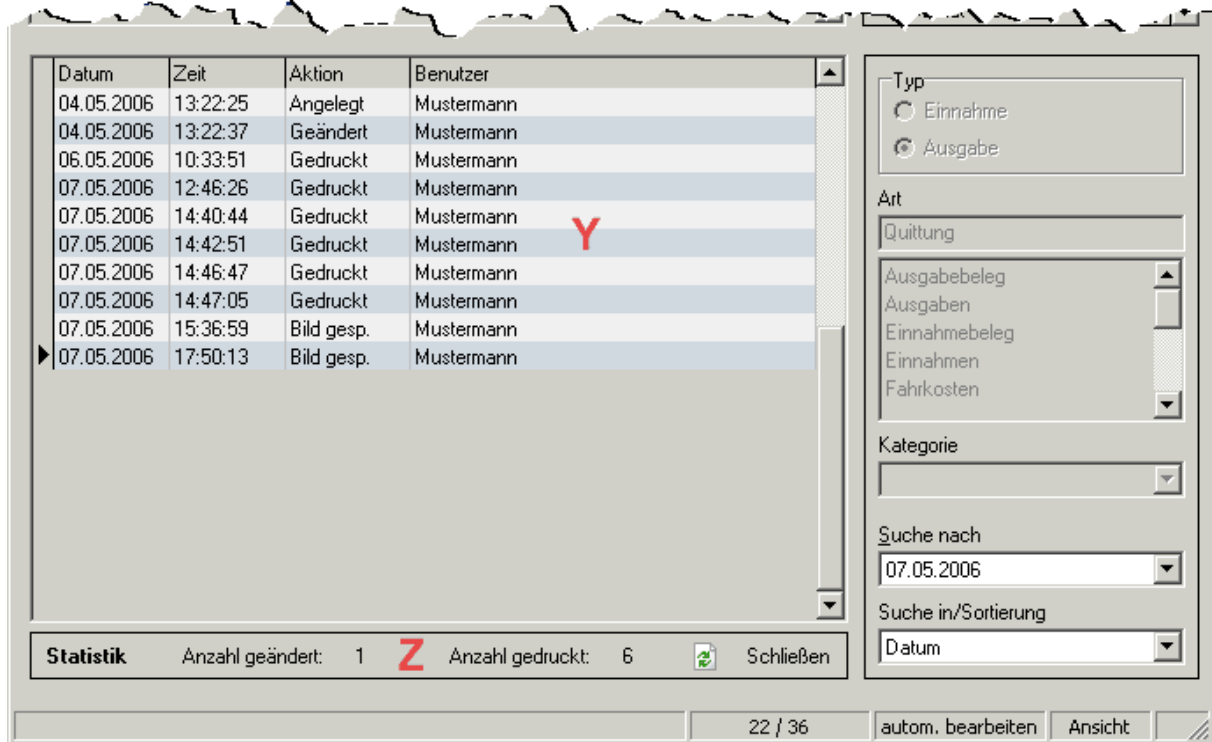 Datum Zeit Aktion Benutzer
04.05.2006 13:22:25 Angelegt Mustermann
04.05.2006 13:22:37 Geändert Mustermann
06.05.2006 10:33:51 Gedruckt Mustermann
07.05.2006 12:46:26 Gedruckt Mustermann
07.05.2006 14:40:44 Gedruckt Mustermann
07.05.2006 14:42:51 Gedruckt Mustermann
07.05.2006 14:46:47 Gedruckt Mustermann
07.05.2006 14:47:05 Gedruckt Mustermann
07.05.2006 15:36:59 Bild gesp. Mustermann
07.05.2006 17:50:13 Bild gesp. Mustermann
Y
Statistik Anzahl geändert: 1 Z Anzahl gedruckt: 6 Schließen
Typ
Einnahme
Ausgabe
Art
Quittung
Ausgabebeleg
Ausgaben
Einnahmebeleg
Einnahmen
Fahrkosten
Kategorie
Suche nach
07.05.2006
Suche in/Sortierung
Datum
22 / 36 autom. bearbeiten Ansicht